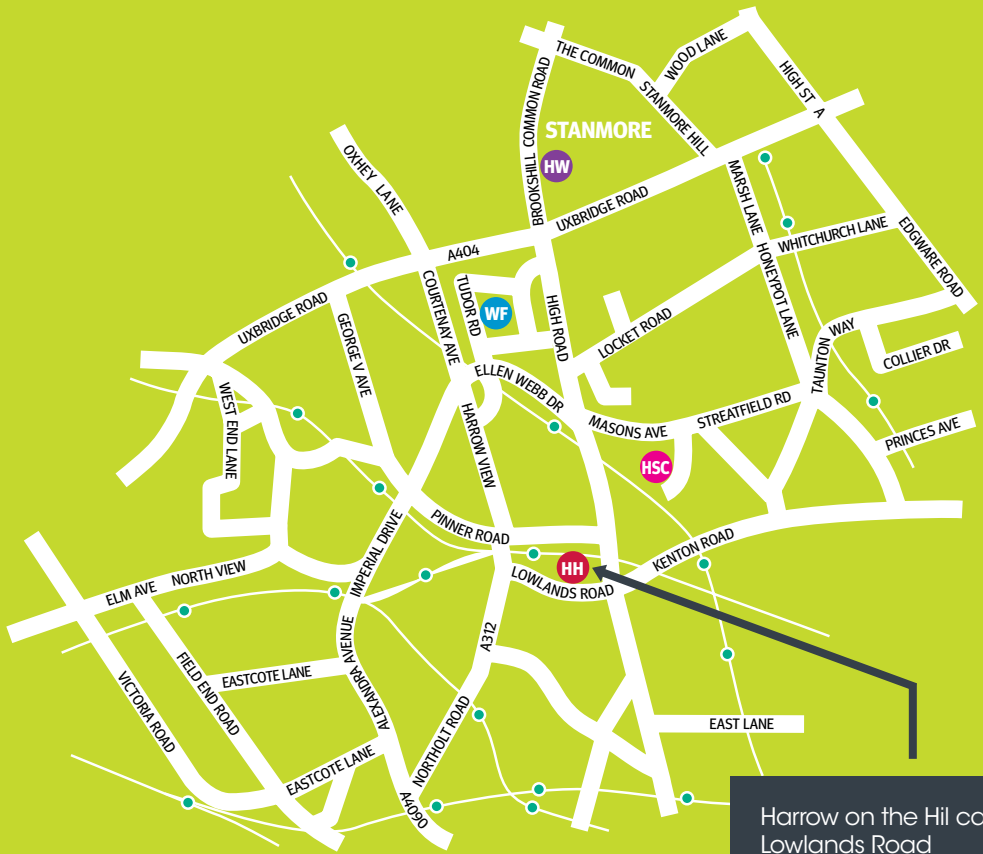 WOOD LANE
THE COMMON
HIGH ST A
STANMORE HILL
BROOKSHILL COMMON ROAD
STANMORE
HW
OXHEY LANE
MARSH LANE
UXBRIDGE ROAD
WHITCHURCH LANE
EDGWARE ROAD
A404
HONEYPOT LANE
COURTENAY AVE
TUDOR RD
WF
HIGH ROAD
UXBRIDGE ROAD
GEORGE V AVE
LOCKET ROAD
TAUNTON WAY
COLLIER DR
ELLEN WEBB DR
WEST END LANE
HARROW VIEW
MASONS AVE
STREATFIELD RD
PRINCES AVE
HSC
PINNER ROAD
IMPERIAL DRIVE
KENTON ROAD
HH
LOWLANDS ROAD
ELM AVE
NORTH VIEW
A312
ALEXANDRA AVENUE
FIELD END ROAD
EASTCOTE LANE
VICTORIA ROAD
NORTHOLT ROAD
EAST LANE
EASTCOTE LANE
A4090
Harrow on the Hil
Lowlands Road